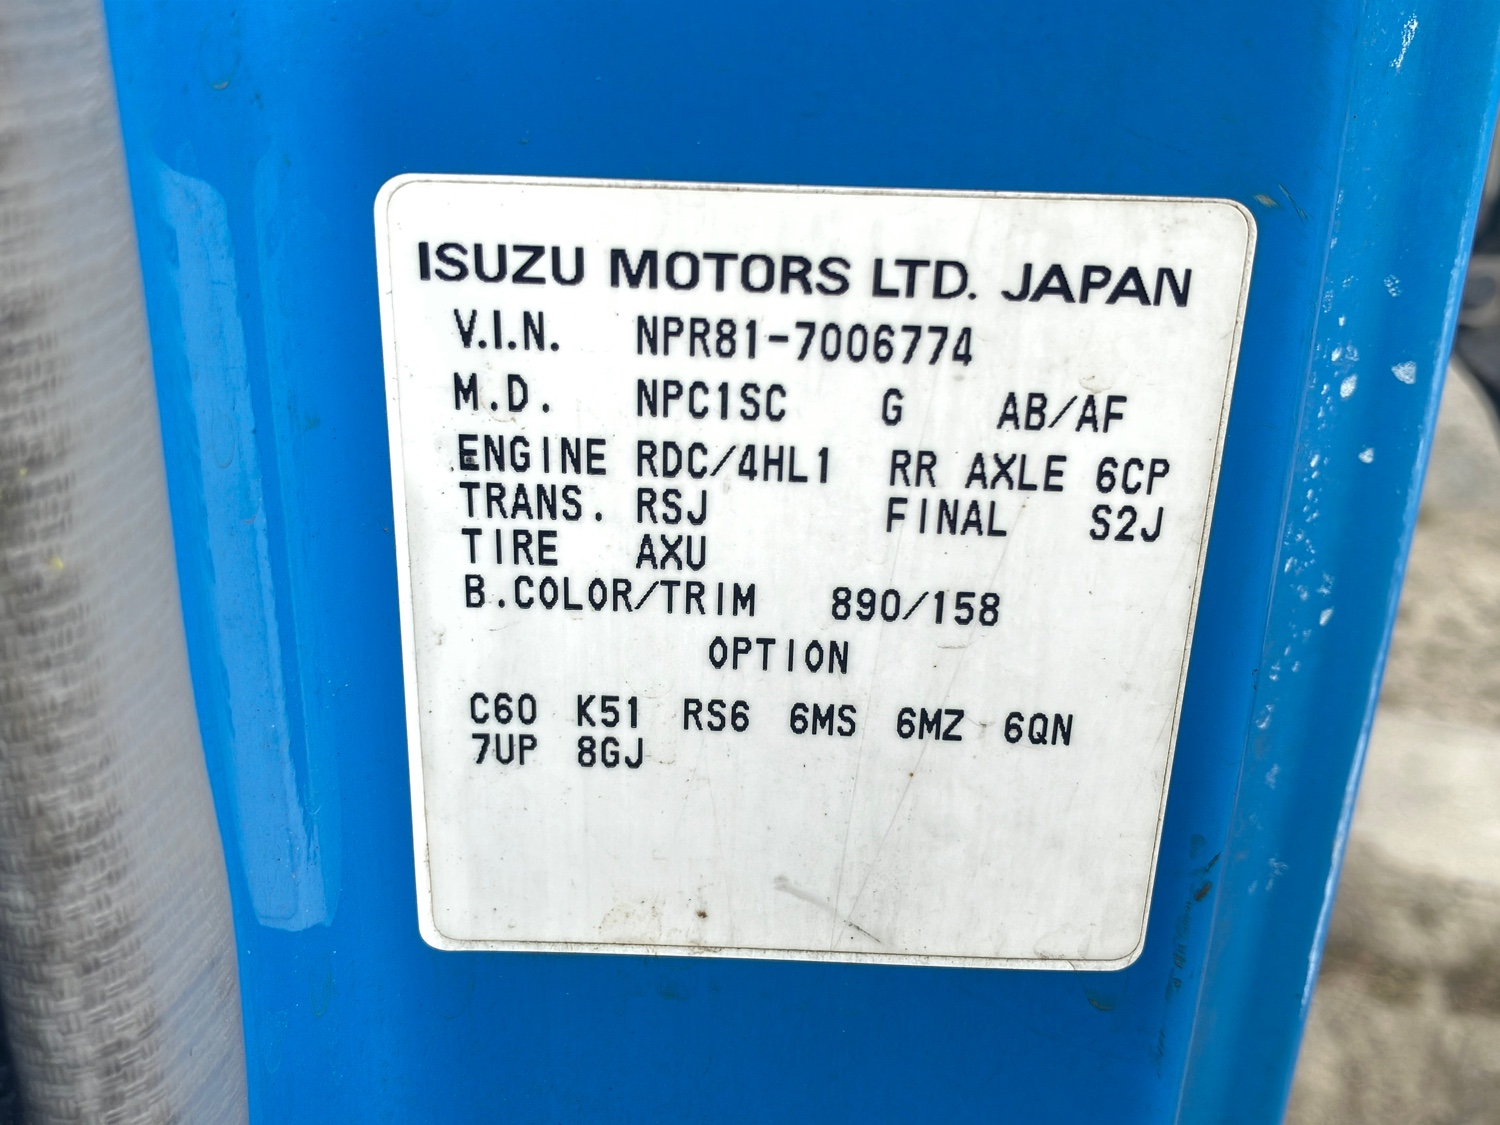 ISUZU MOTORS LTD. JAPAN
V.I.N. NPR81-7006774
M.D. NPC1SC G AB/AF
ENGINE RDC/4HL1 RR AXLE 6CP
TRANS. RSJ FINAL S2J
TIRE AXU
B.COLOR/TRIM 890/158
OPTION
C60 K51 RS6 6MS 6MZ 6QN
7UP 8GJ